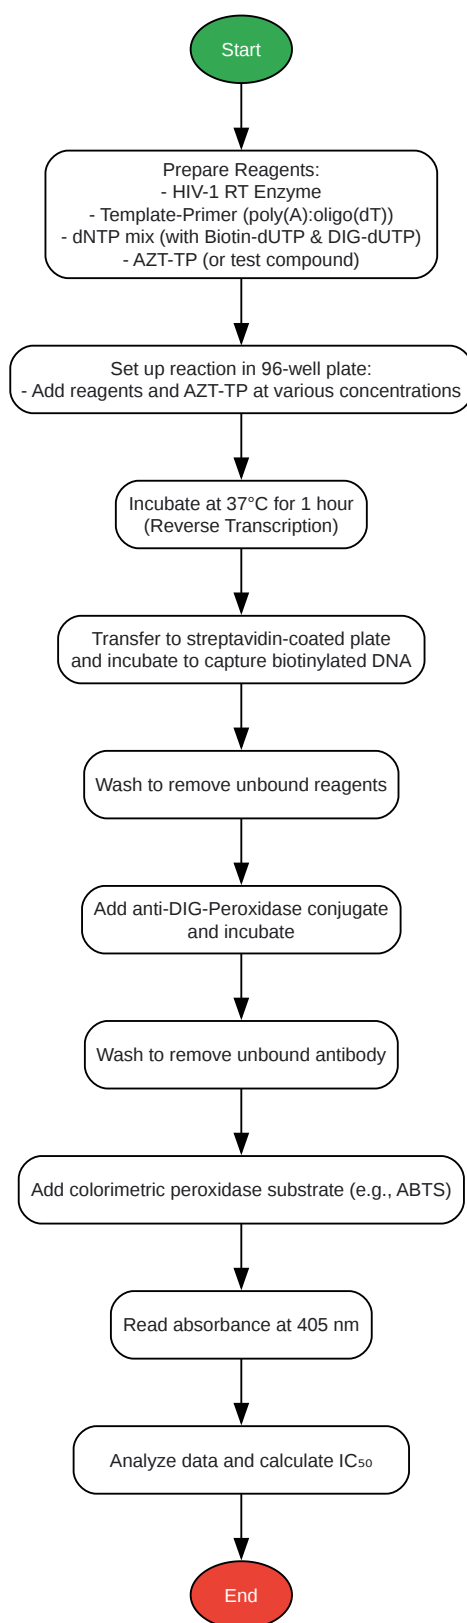 Start
Prepare Reagents:
- HIV-1 RT Enzyme
- Template-Primer (poly(A):oligo(dT))
- dNTP mix (with Biotin-dUTP & DIG-dUTP)
- AZT-TP (or test compound)
Set up reaction in 96-well plate:
- Add reagents and AZT-TP at various concentrations
Incubate at 37°C for 1 hour
(Reverse Transcription)
Transfer to streptavidin-coated plate
and incubate to capture biotinylated DNA
Wash to remove unbound reagents
Add anti-DIG-Peroxidase conjugate
and incubate
Wash to remove unbound antibody
Add colorimetric peroxidase substrate (e.g., ABTS)
Read absorbance at 405 nm
Analyze data and calculate IC₅₀
End